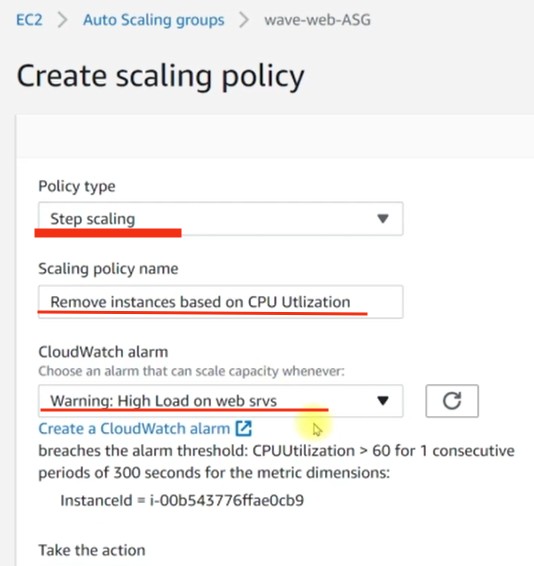 EC2 > Auto Scaling groups > wave-web-ASG
Create scaling policy
Policy type
Step scaling
Scaling policy name
Remove instances based on CPU Utlization
CloudWatch alarm
Choose an alarm that can scale capacity whenever:
Warning: High Load on web srvs
Create a CloudWatch alarm
breaches the alarm threshold: CPUUtilization > 60 for 1 consecutive
periods of 300 seconds for the metric dimensions:
InstanceId = i-00b543776ffae0cb9
Take the action